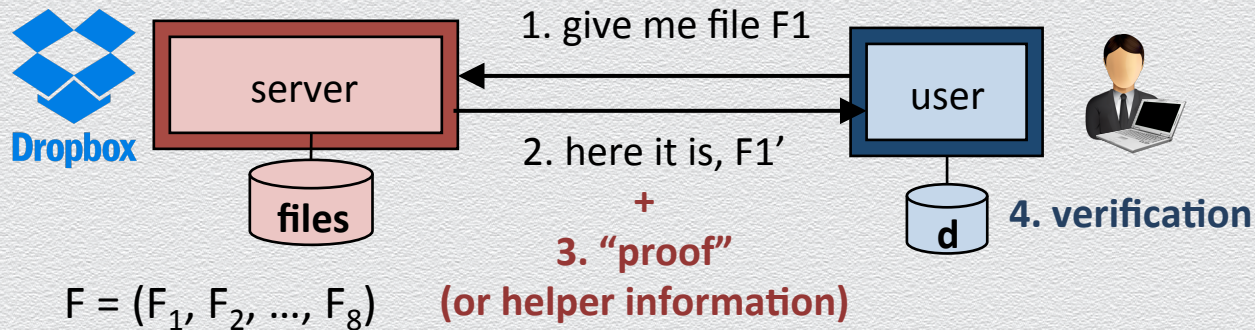 1. give me file F1
server
user
Dropbox
2. here it is, F1’
+
files
d
4. verification
3. “proof”
(or helper information)
F = (F₁, F₂, ..., F₈)